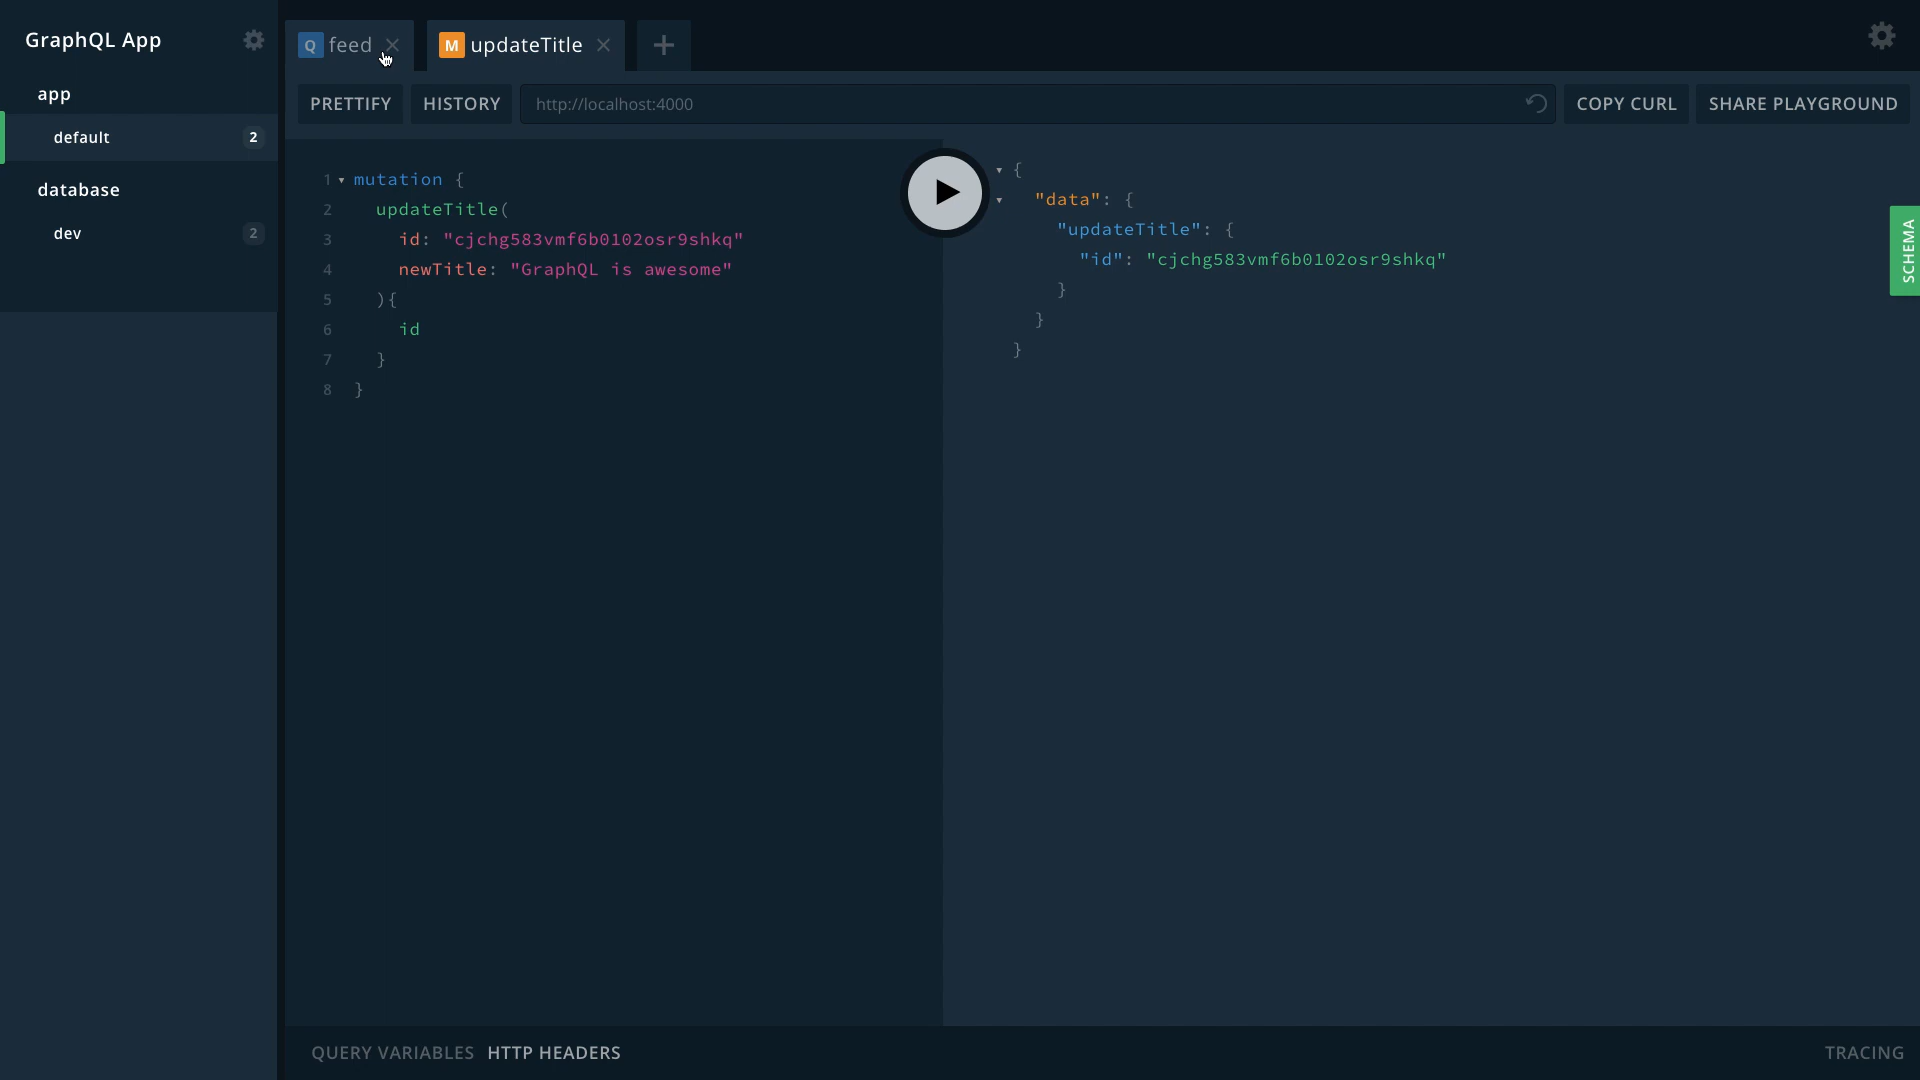 GraphQL App
app
default 2
database
dev 2
Q feed
M updateTitle
PRETTIFY HISTORY http://localhost:4000 COPY CURL SHARE PLAYGROUND
1 mutation {
2 updateTitle(
3 id: "cjchg583vmf6b0102osr9shkq"
4 newTitle: "GraphQL is awesome"
5 ){
6 id
7 }
8 }
{
"data": {
"updateTitle": {
"id": "cjchg583vmf6b0102osr9shkq"
}
}
}
SCHEMA
QUERY VARIABLES HTTP HEADERS
TRACING